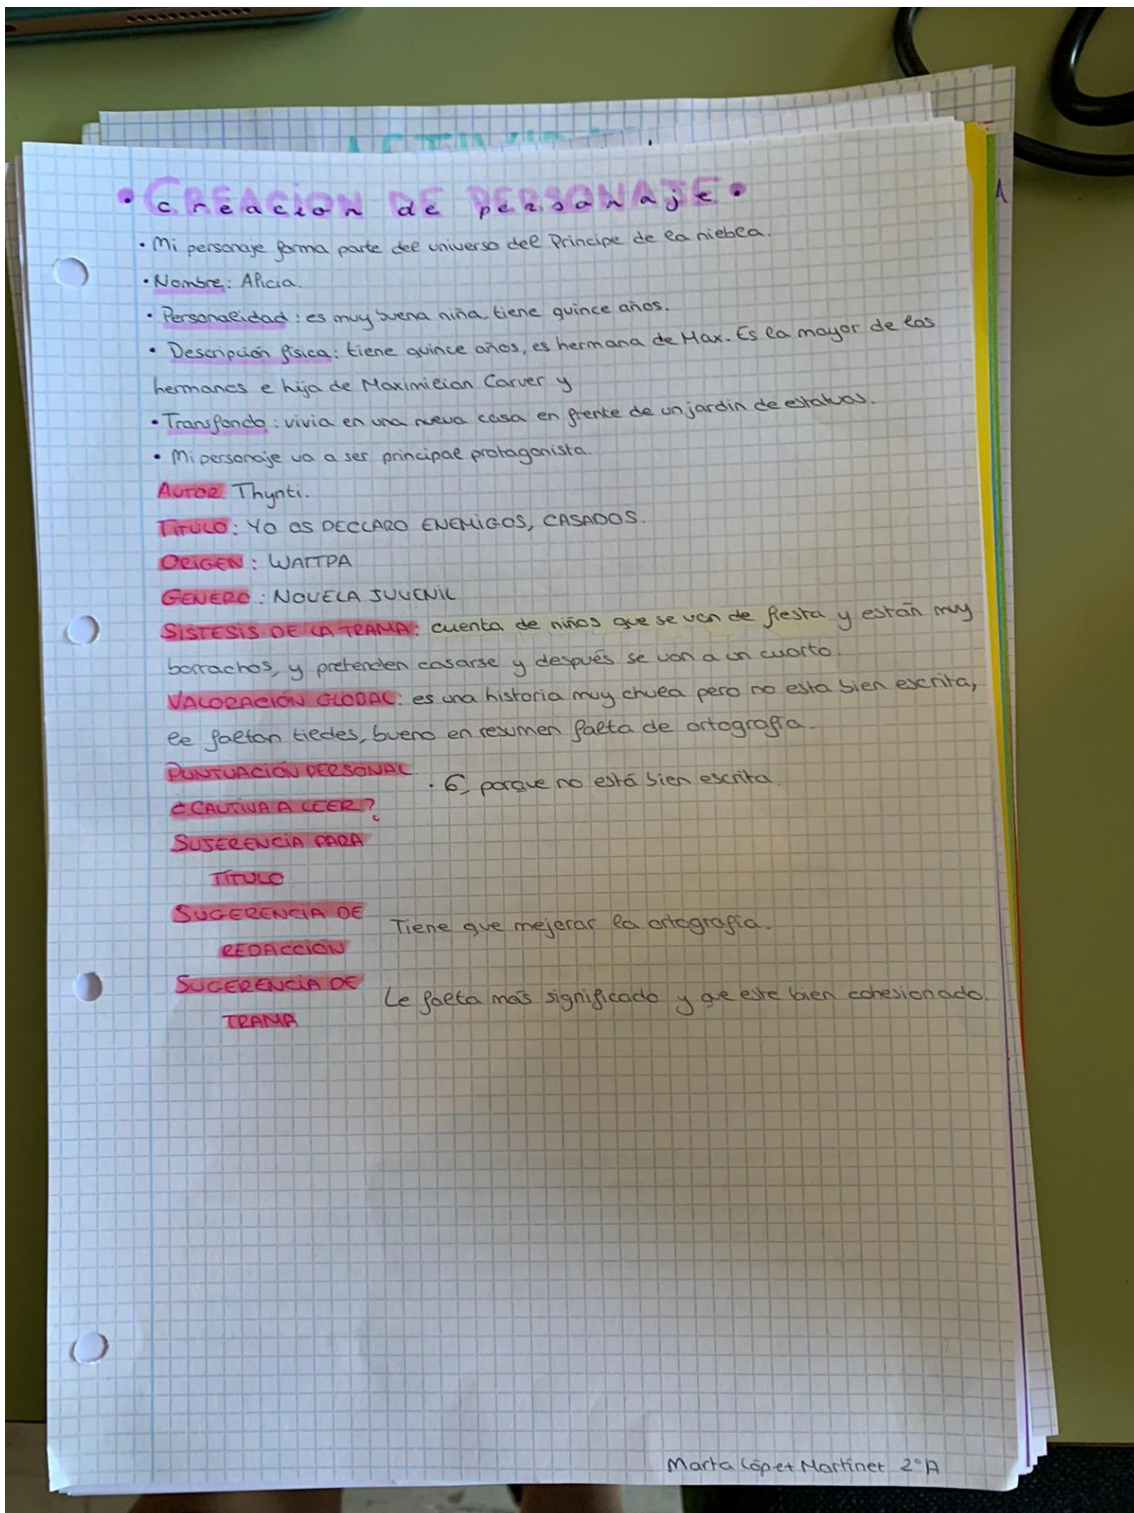 • CREACION DE PERSONAJE •
1
• Mi personaje forma parte del universo del Principe de la niebla.
• Nombre: Alicia.
• Personalidad: es muy buena niña, tiene quince años.
• Descripción física: tiene quince años, es hermana de Max. Es la mayor de los
hermanos e hija de Maximilian Carver y
• Transfondo: vivia en una nueva casa en frente de un jardin de estatuas.
• Mi personaje va a ser principal protagonista.
AUTOR Thynti.
TITULO: YO OS DECLARO ENEMIGOS, CASADOS.
ORIGEN: WATTPA
GENERO: NOVELA JUVENIL
SISTESIS DE LA TRAMA: cuenta de niños que se van de fiesta y están muy
borrachos, y pretenden casarse y después se van a un cuarto.
VALORACIÓN GLOBAL: es una historia muy chula pero no esta bien escrita,
le faltan tiedes, bueno en resumen falta de ortografía.
PUNTUACIÓN PERSONAL
• 6, porque no está bien escrita.
¿CAUTIVA A LEER?
SUJERENCIA PARA
TÍTULO
SUGERENCIA DE
REDACCIÓN
Tiene que mejorar la ortografía.
SUGERENCIA DE
TRAMA
Le falta más significado y que este bien cohesionado.
Marta López Martínez 2ºA